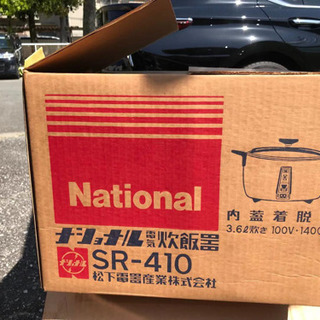 National
ナショナル電気炊飯器
SR-410
松下電器産業株式会社
内蓋着脱
3.6ℓ炊き 100V・1400